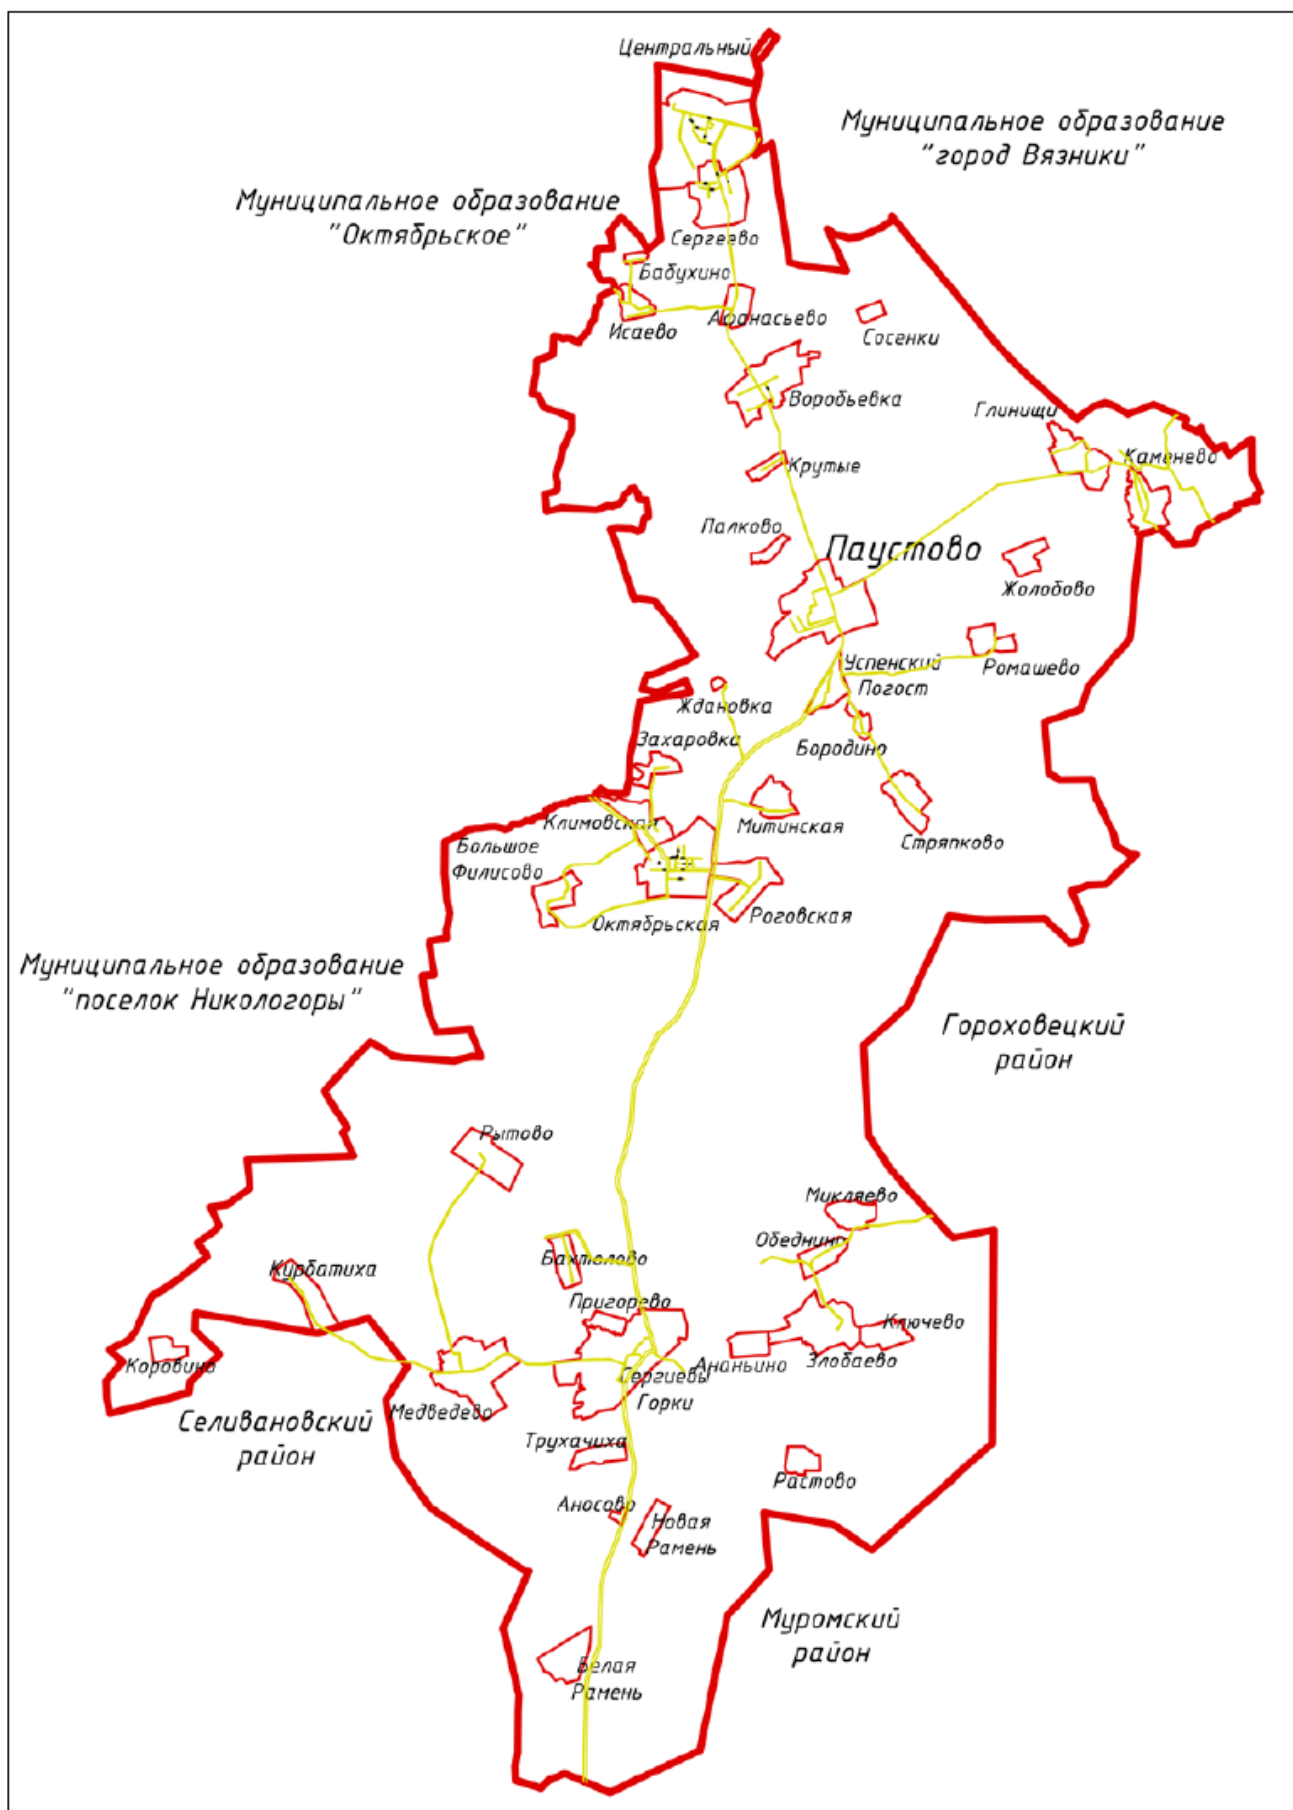 Центральный
Муниципальное образование
"город Вязники"
Муниципальное образование
"Октябрьское"
Сергеево
Бабухино
Исаево
Афанасьево
Сосенки
Воробьевка
Глинищи
Каменево
Крутые
Палково
Паустово
Жолобово
Успенский
Погост
Ромашево
Ждановка
Захаровка
Бородино
Климовская
Митинская
Стряпково
Большое
Филисово
Октябрьская
Роговская
Муниципальное образование
"поселок Никологоры"
Гороховецкий
район
Рытово
Микляево
Обеднино
Бахтолово
Курбатиха
Пригорево
Ключево
Коровино
Ананьино
Злобаево
Сергиевы
Горки
Медведево
Селивановский
район
Трухачиха
Растово
Аносово
Новая
Рамень
Муромский
район
Белая
Рамень